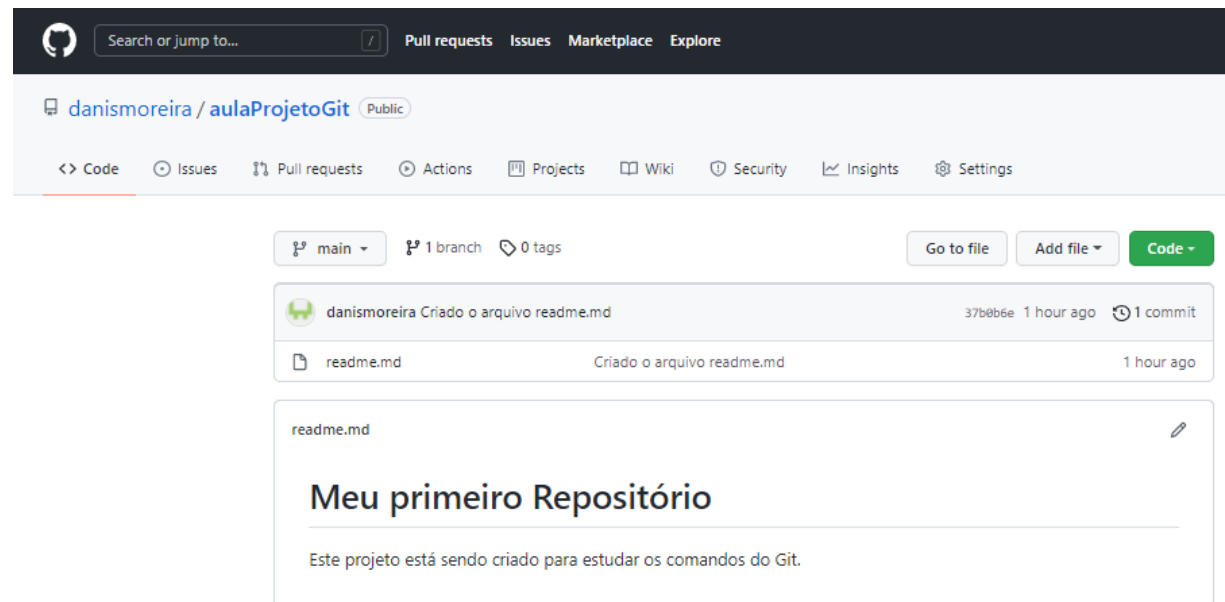 Search or jump to... / Pull requests Issues Marketplace Explore
danismoreira / aulaProjetoGit Public
<> Code Issues Pull requests Actions Projects Wiki Security Insights Settings
main 1 branch 0 tags Go to file Add file Code
danismoreira Criado o arquivo readme.md 37b0b6e 1 hour ago 1 commit
readme.md Criado o arquivo readme.md 1 hour ago
readme.md
Meu primeiro Repositório
Este projeto está sendo criado para estudar os comandos do Git.